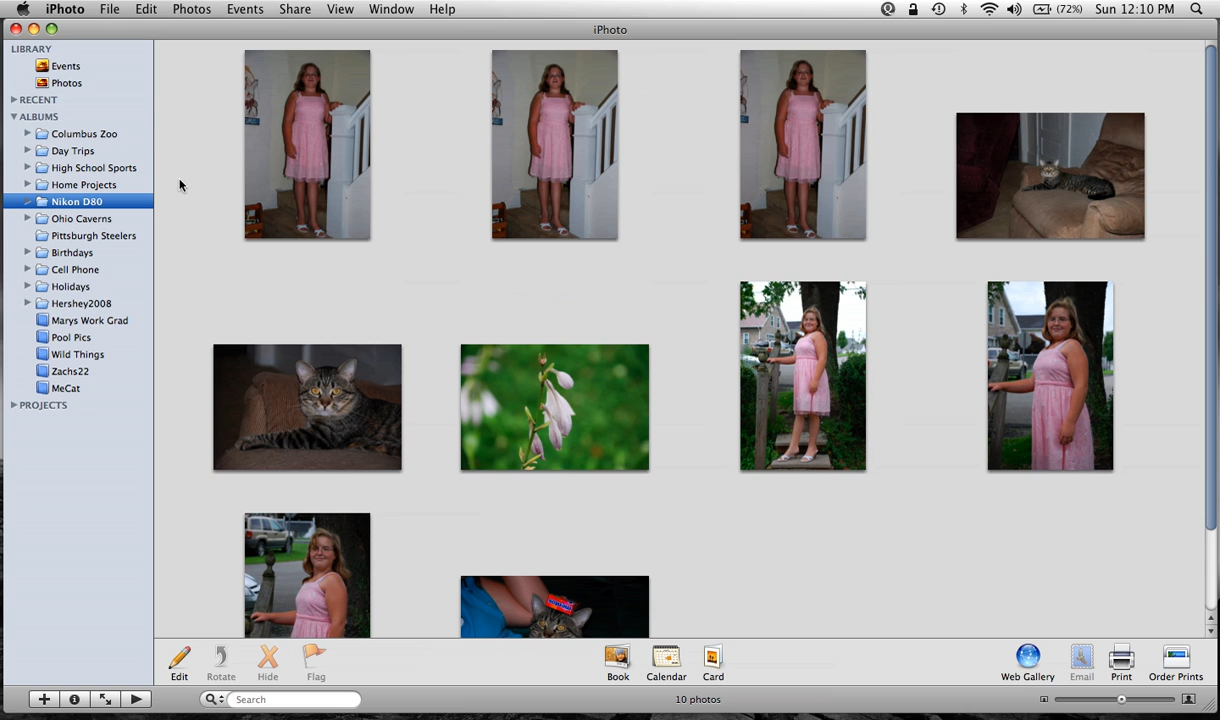 iPhoto File Edit Photos Events Share View Window Help (72%) Sun 12:10 PM
iPhoto
LIBRARY
Events
Photos
RECENT
ALBUMS
Columbus Zoo
Day Trips
High School Sports
Home Projects
Nikon D80
Ohio Caverns
Pittsburgh Steelers
Birthdays
Cell Phone
Holidays
Hershey2008
Marys Work Grad
Pool Pics
Wild Things
Zachs22
MeCat
PROJECTS
Edit Rotate Hide Flag Book Calendar Card Web Gallery Email Print Order Prints
Search 10 photos